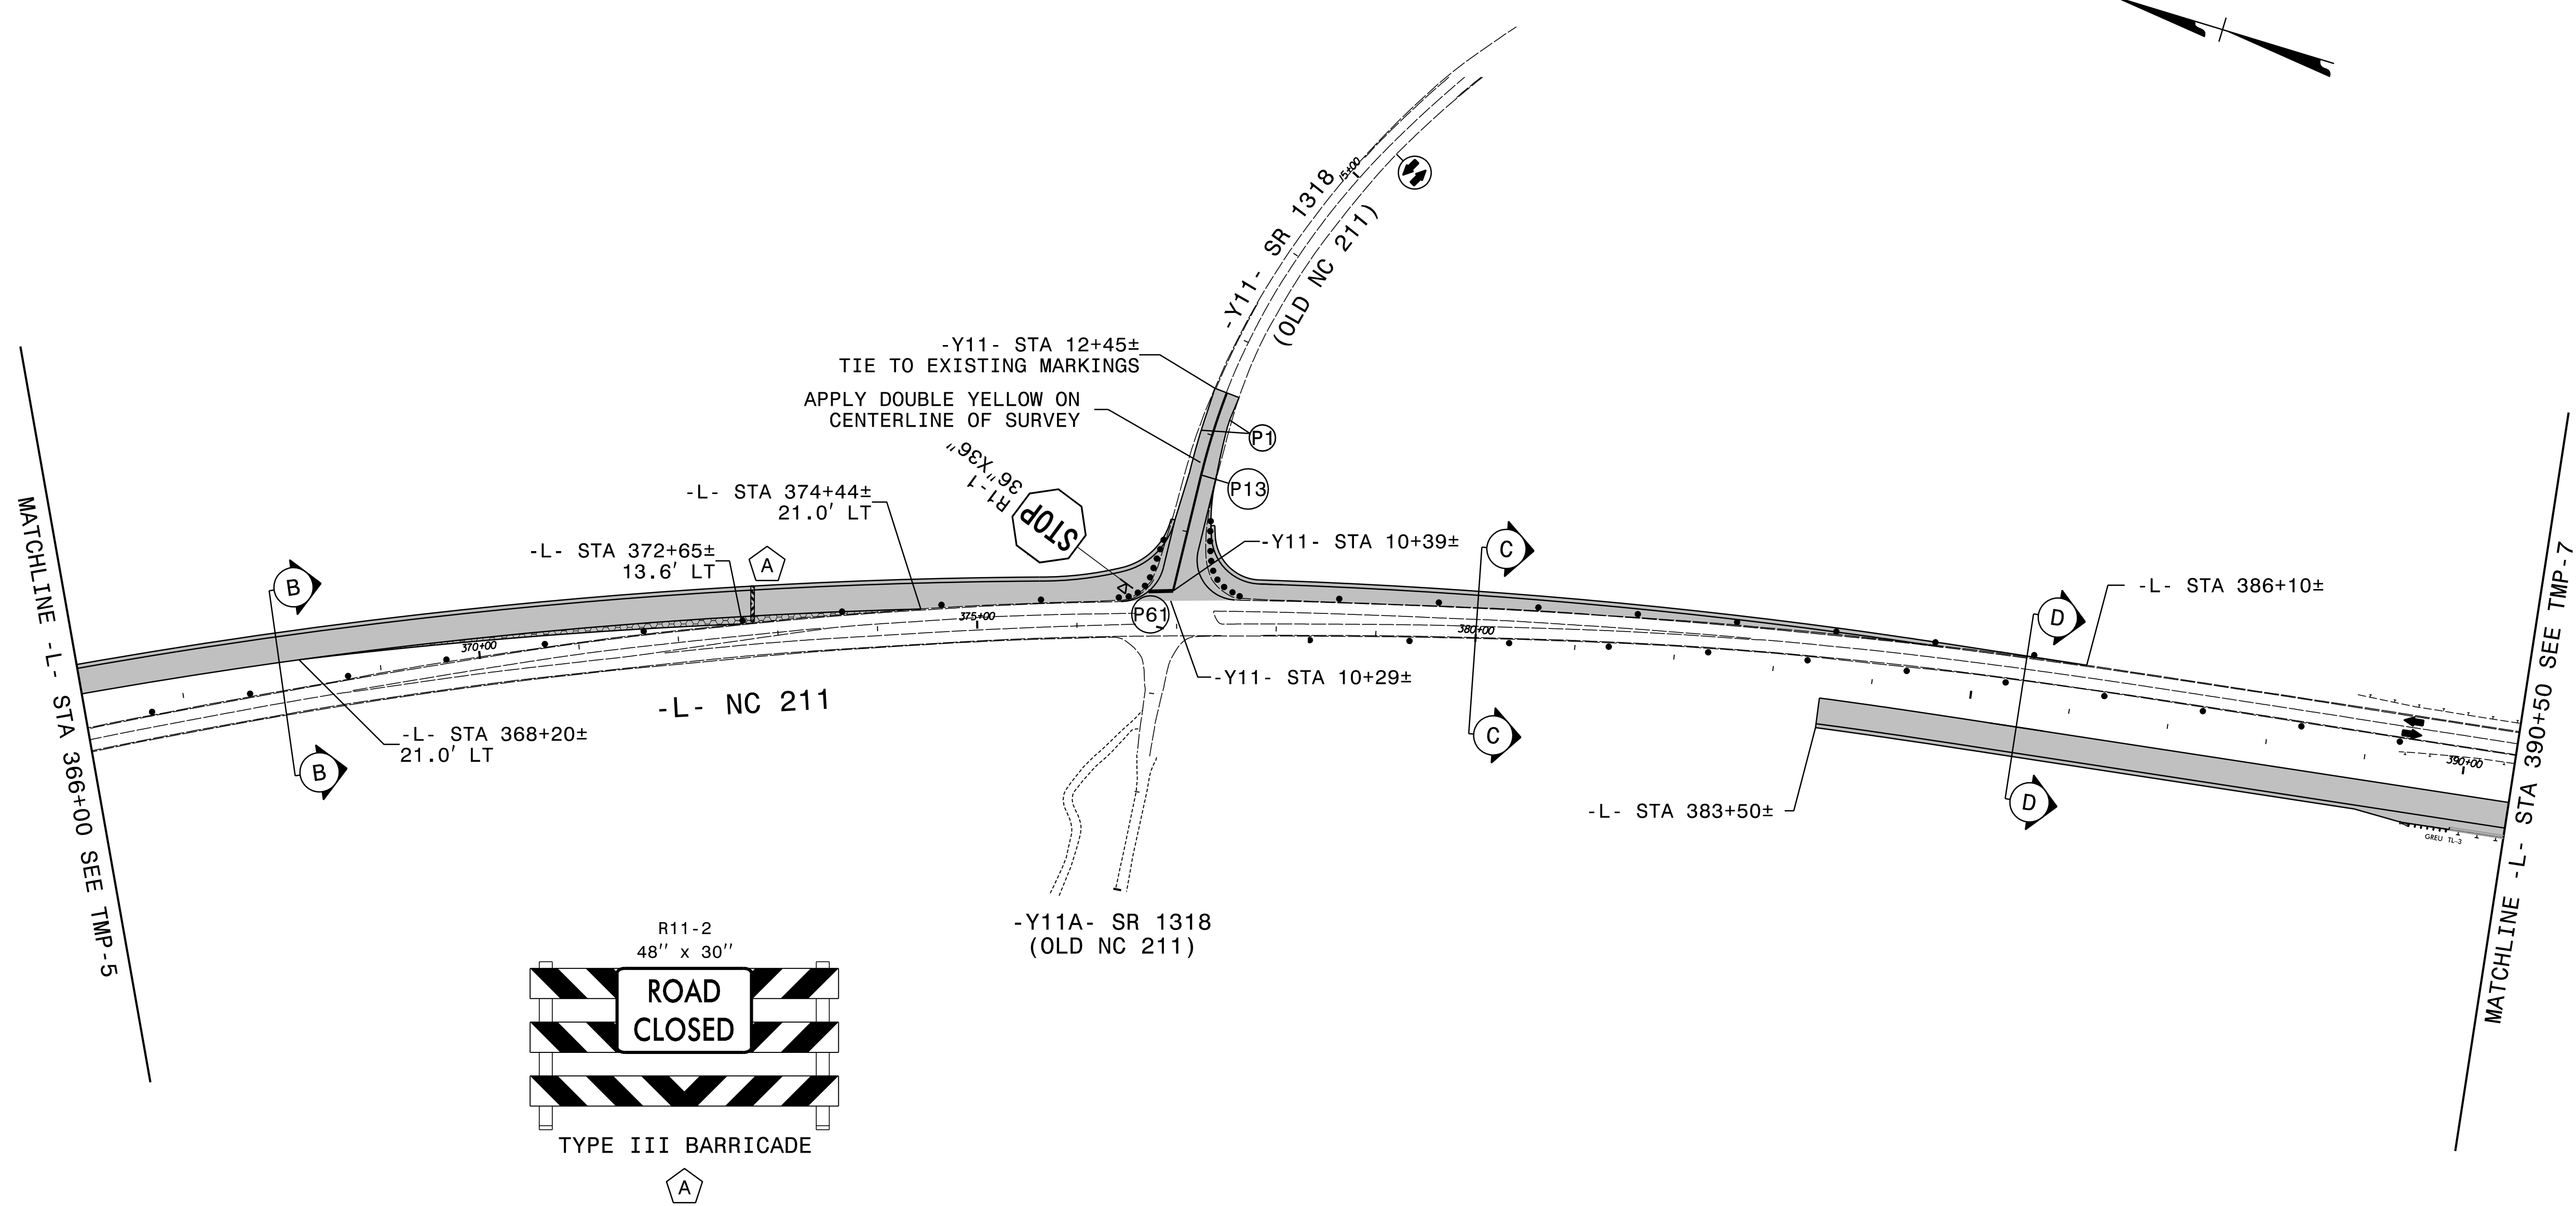 -Y11- SR 1318
(OLD NC 211)
15+00
-Y11- STA 12+45±
TIE TO EXISTING MARKINGS
APPLY DOUBLE YELLOW ON
CENTERLINE OF SURVEY
P1
P13
R1-1
36"X36"
STOP
-L- STA 374+44±
21.0' LT
-L- STA 372+65±
13.6' LT
A
-Y11- STA 10+39±
P61
-Y11- STA 10+29±
B
B
C
C
D
D
370+00
375+00
380+00
390+00
-L- STA 386+10±
-L- NC 211
-L- STA 368+20±
21.0' LT
-L- STA 383+50±
GREU TL-3
MATCHLINE -L- STA 366+00 SEE TMP-5
MATCHLINE -L- STA 390+50 SEE TMP-7
-Y11A- SR 1318
(OLD NC 211)
R11-2
48" x 30"
ROAD
CLOSED
TYPE III BARRICADE
A